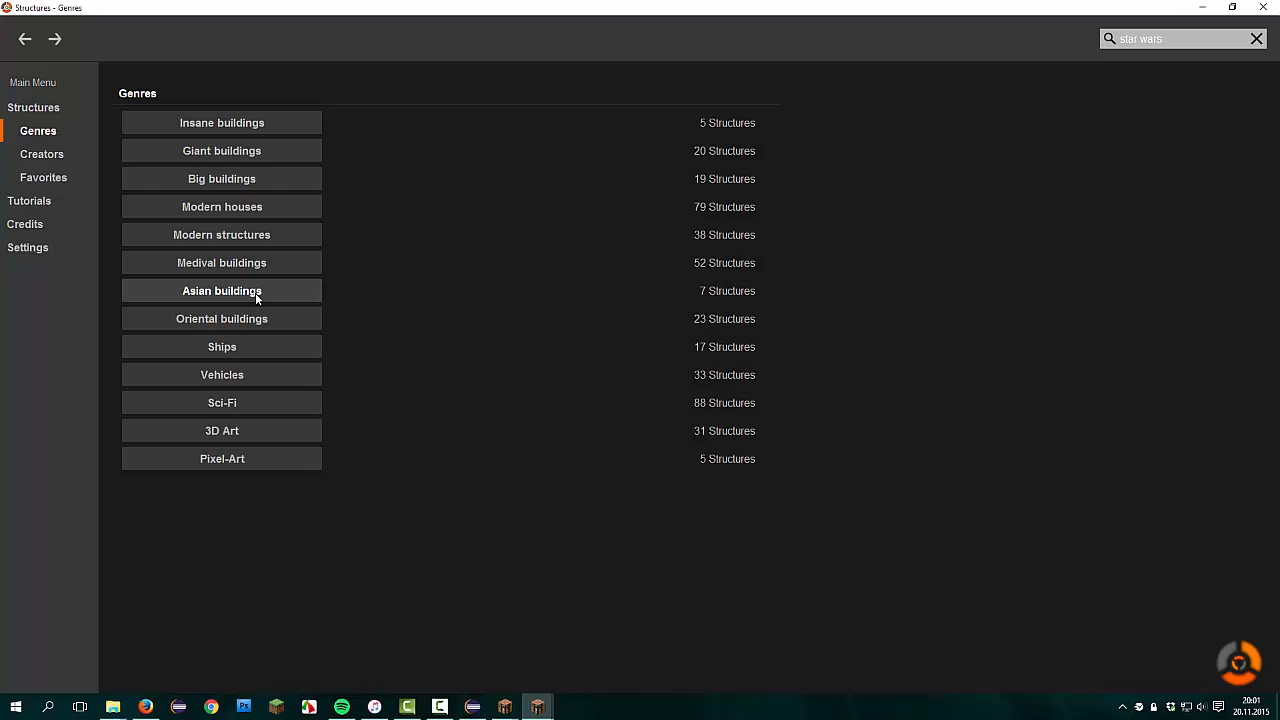 Structures - Genres
star wars
Main Menu
Structures
Genres
Creators
Favorites
Tutorials
Credits
Settings
Genres
Insane buildings 5 Structures
Giant buildings 20 Structures
Big buildings 19 Structures
Modern houses 79 Structures
Modern structures 38 Structures
Medival buildings 52 Structures
Asian buildings 7 Structures
Oriental buildings 23 Structures
Ships 17 Structures
Vehicles 33 Structures
Sci-Fi 88 Structures
3D Art 31 Structures
Pixel-Art 5 Structures
Ps
20:01
20.11.2015